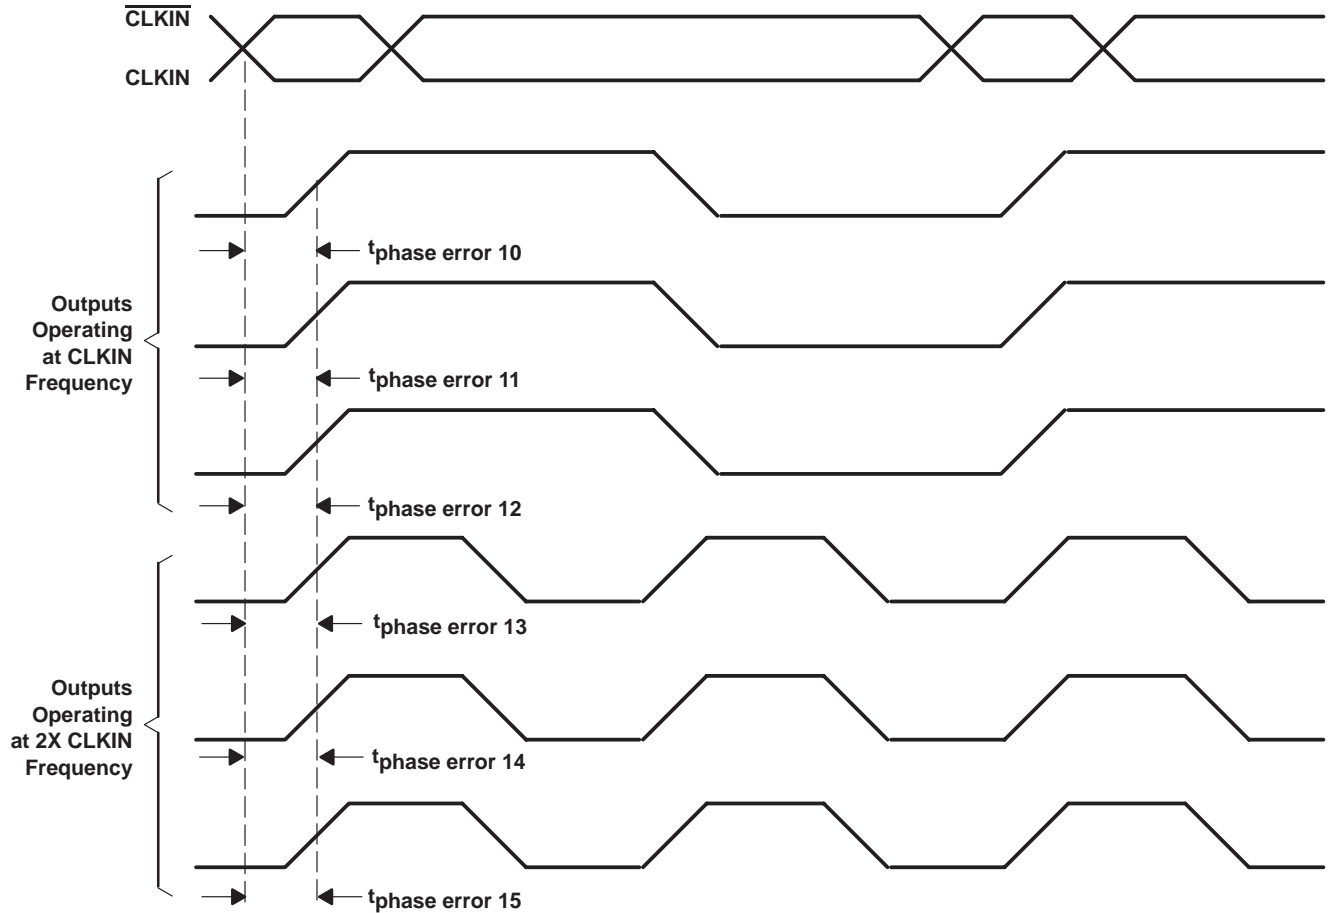 CLKIN
CLKIN
tphase error 10
Outputs
Operating
at CLKIN
Frequency
tphase error 11
tphase error 12
tphase error 13
Outputs
Operating
at 2X CLKIN
Frequency
tphase error 14
tphase error 15